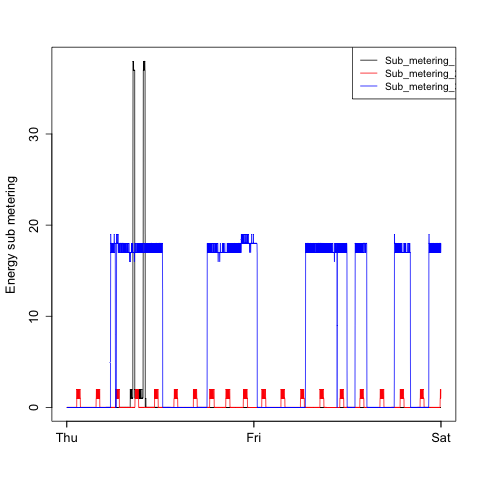 Sub_metering_
Sub_metering_
Sub_metering_
Energy sub metering
30
20
10
0
Thu
Fri
Sat